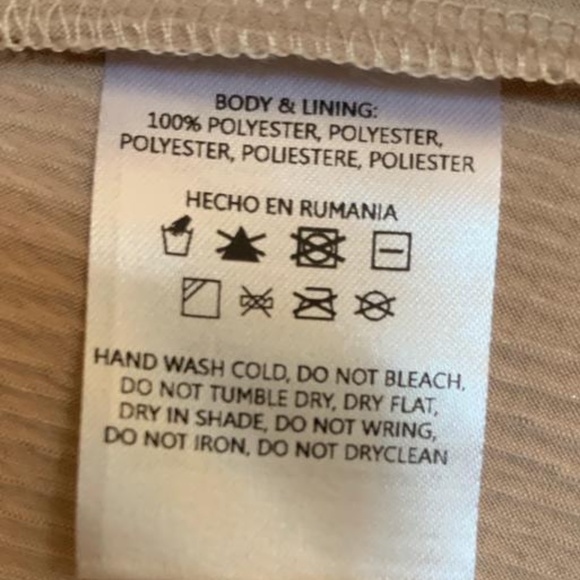 BODY & LINING:
100% POLYESTER, POLYESTER,
POLYESTER, POLIESTERE, POLIESTER
HECHO EN RUMANIA
HAND WASH COLD, DO NOT BLEACH.
DO NOT TUMBLE DRY, DRY FLAT,
DRY IN SHADE, DO NOT WRING,
DO NOT IRON, DO NOT DRYCLEAN